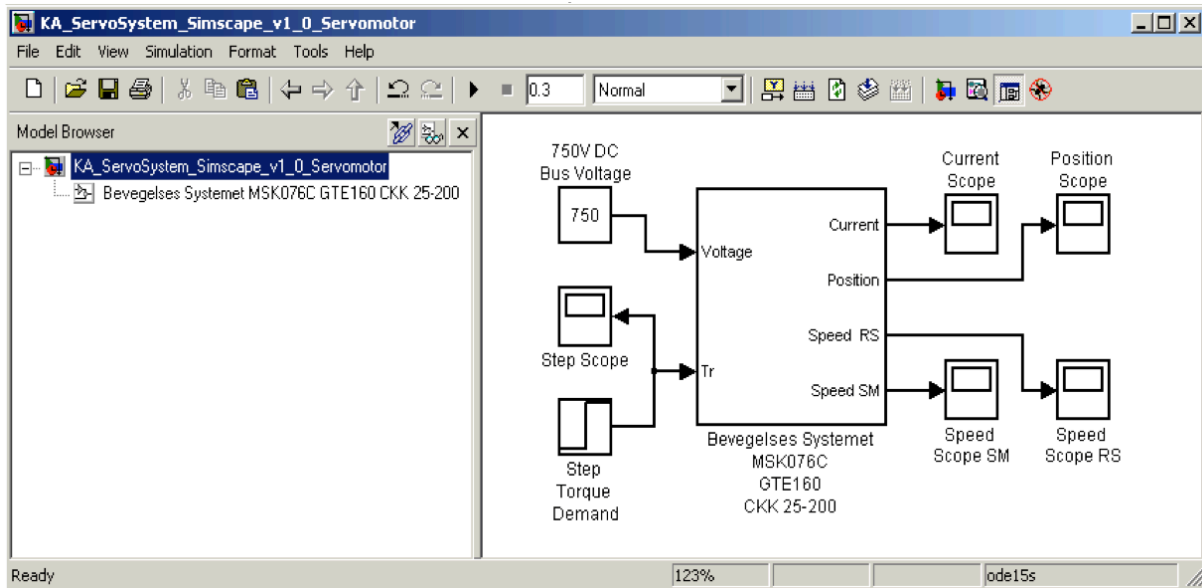 KA_ServoSystem_Simscape_v1_0_Servomotor
File Edit View Simulation Format Tools Help
0.3 Normal
Model Browser
KA_ServoSystem_Simscape_v1_0_Servomotor
Bevegelses Systemet MSK076C GTE160 CKK 25-200
750V DC
Bus Voltage
750
Step Scope
Step
Torque
Demand
Voltage
Tr
Current
Position
Speed RS
Speed SM
Bevegelses Systemet
MSK076C
GTE160
CKK 25-200
Current
Scope
Position
Scope
Speed
Scope SM
Speed
Scope RS
Ready
123%
ode15s